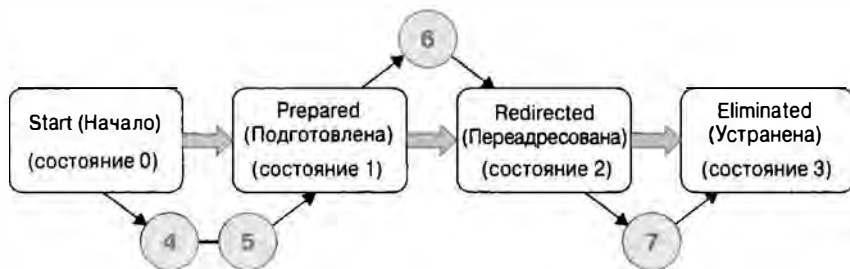 6
Start (Начало)
(состояние 0)
Prepared
(Подготовлена)
(состояние 1)
Redirected
(Переадресована)
(состояние 2)
Eliminated
(Устранена)
(состояние 3)
4
5
7